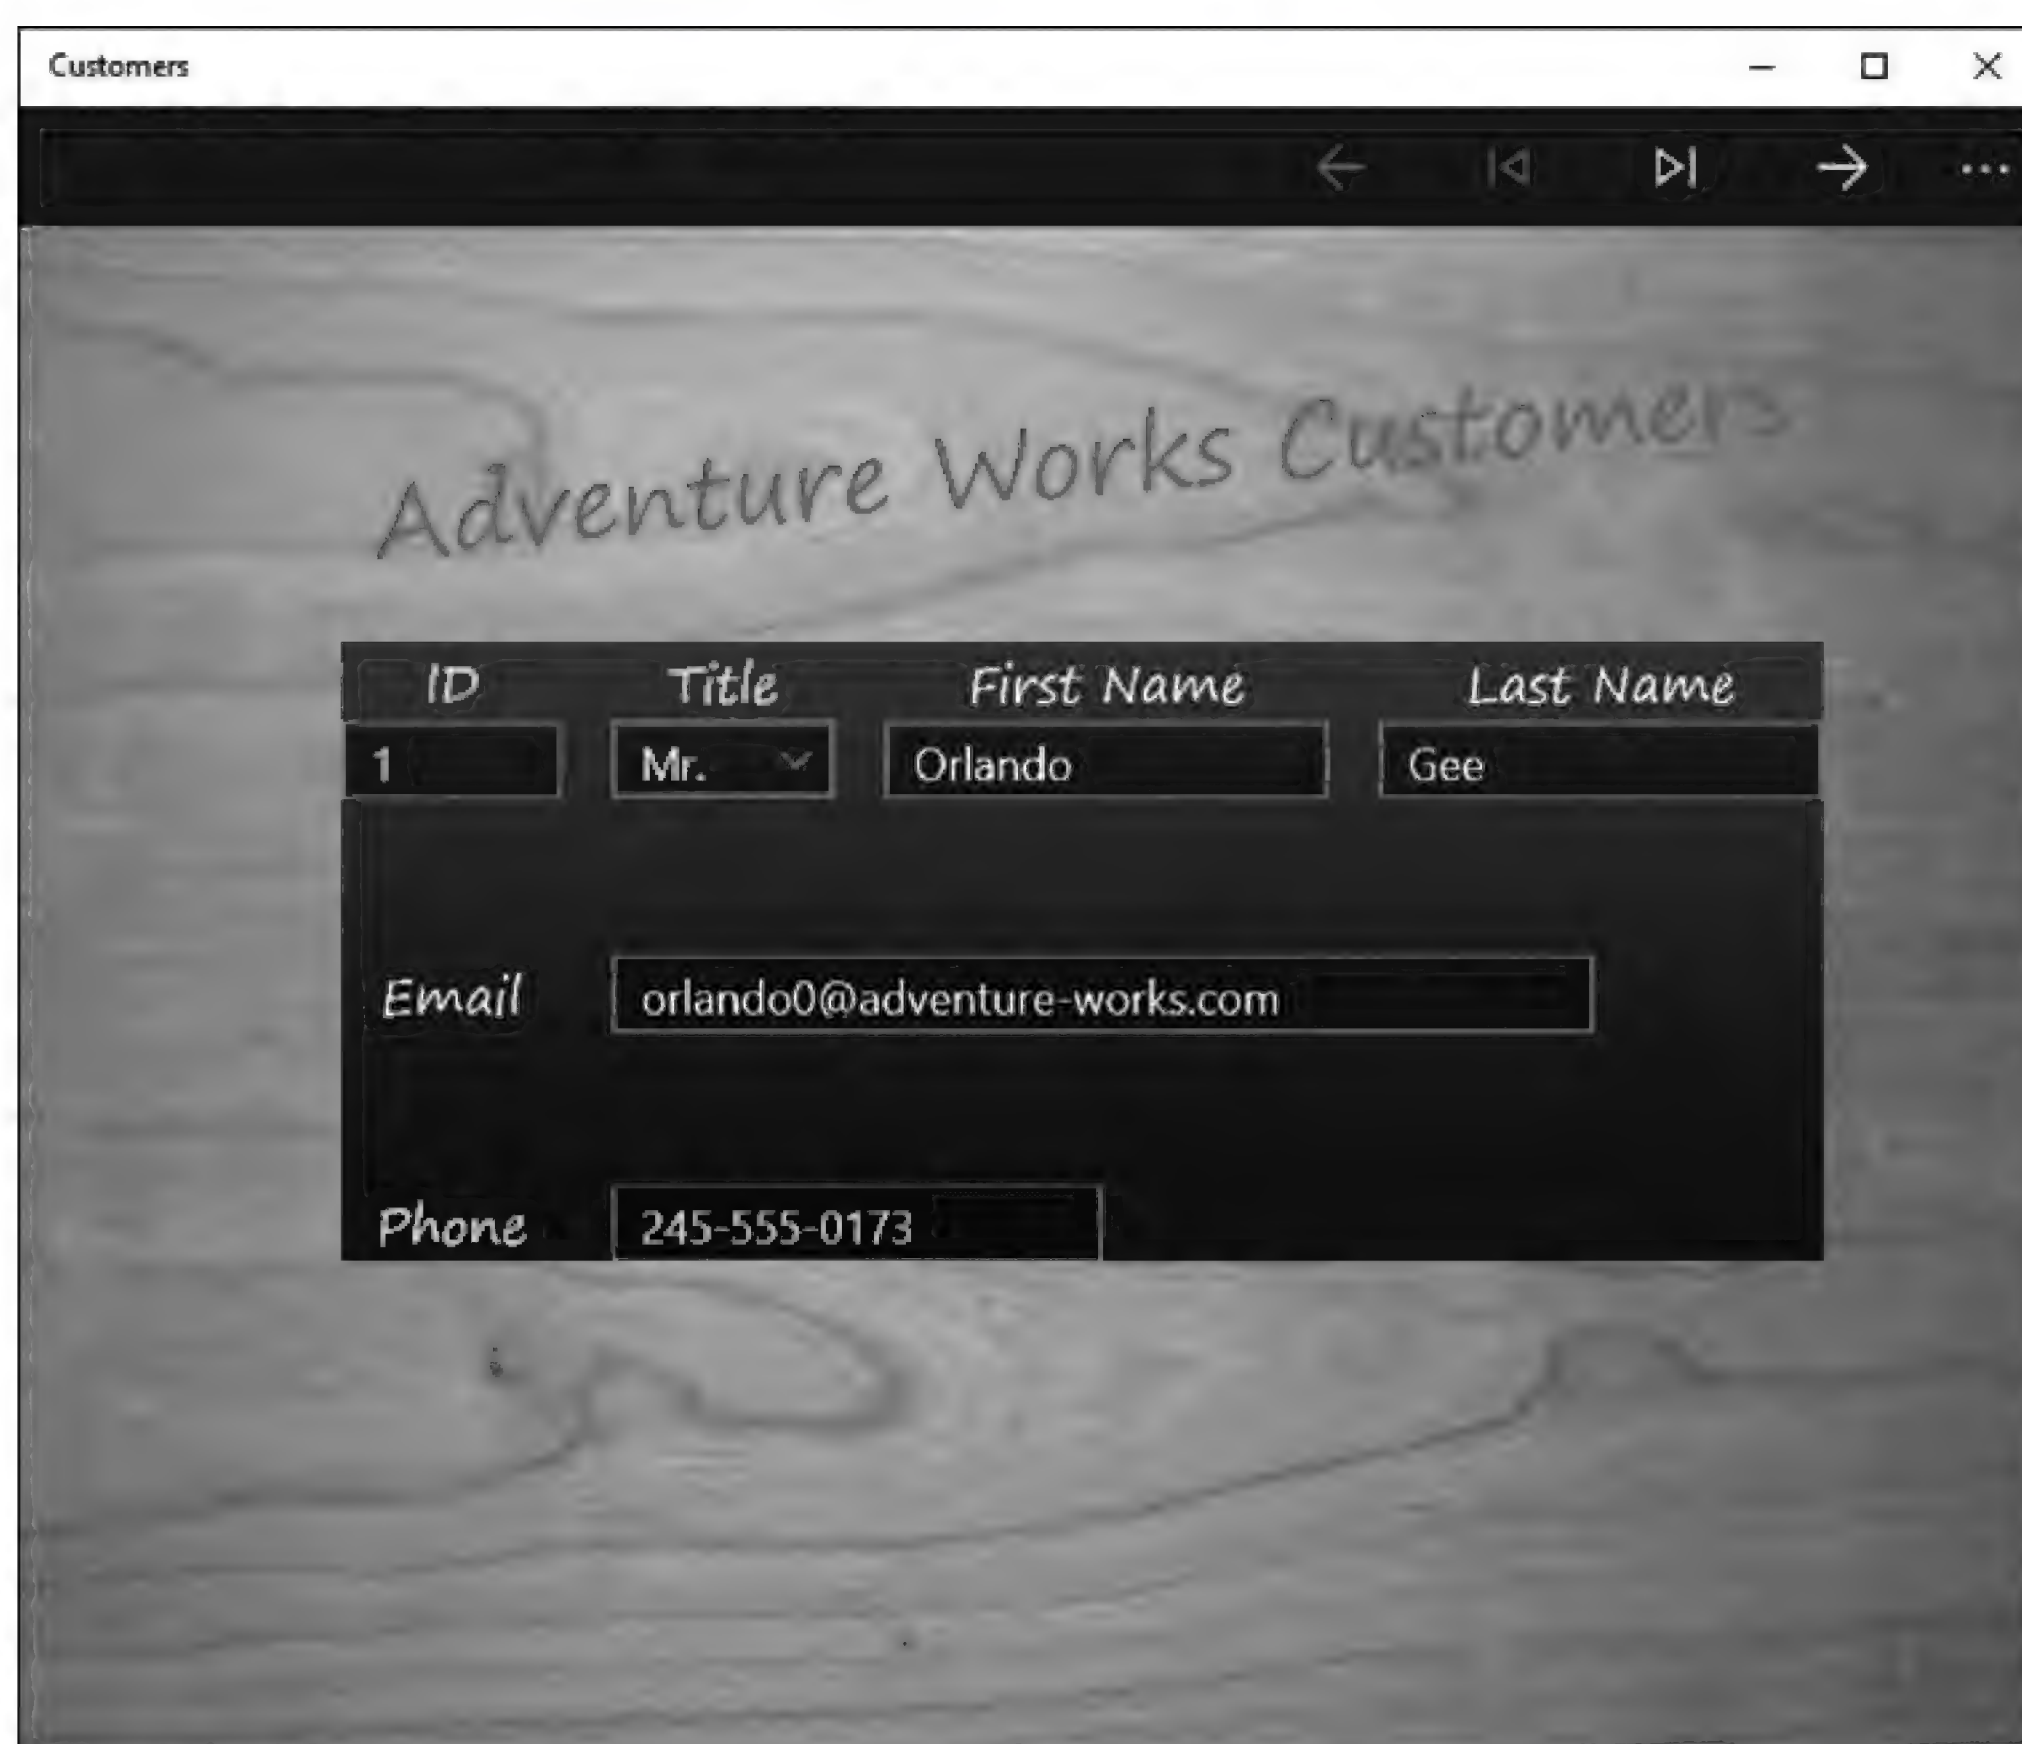 Customers
Adventure Works Customers
ID Title First Name Last Name
1 Mr. Orlando Gee
Email orlando0@adventure-works.com
Phone 245-555-0173